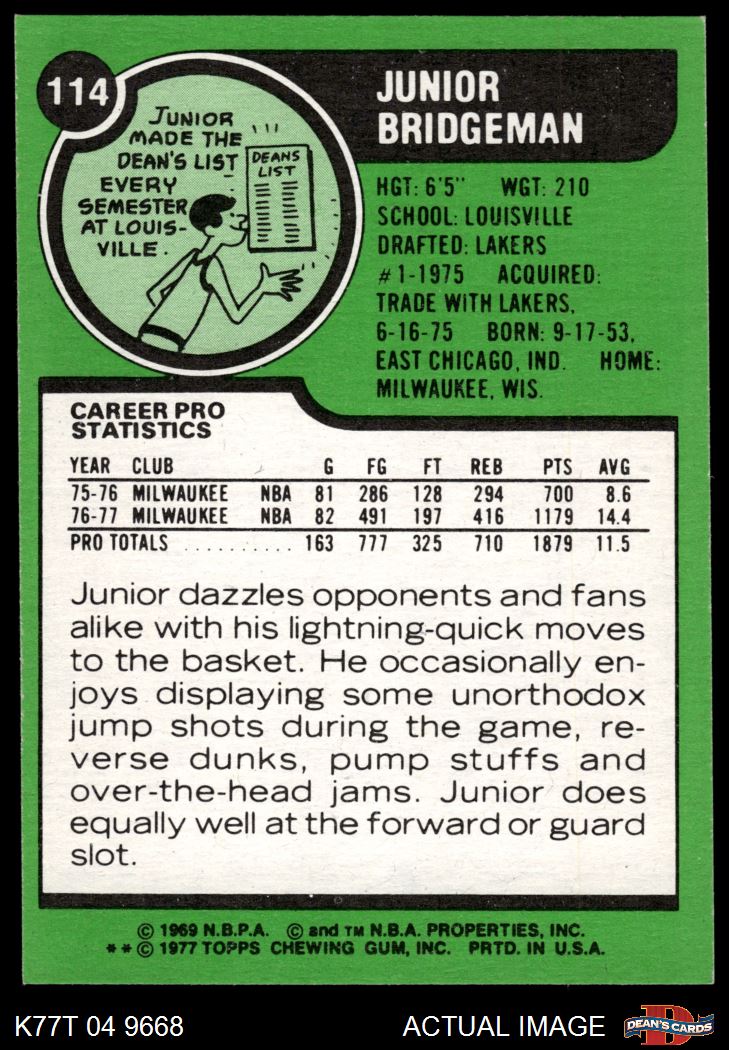 114
JUNIOR
MADE THE
DEAN'S LIST
EVERY
SEMESTER
AT LOUIS-
VILLE.
DEANS
LIST
JUNIOR
BRIDGEMAN
HGT: 6'5" WGT: 210
SCHOOL: LOUISVILLE
DRAFTED: LAKERS
#1-1975 ACQUIRED:
TRADE WITH LAKERS,
6-16-75 BORN: 9-17-53,
EAST CHICAGO, IND. HOME:
MILWAUKEE, WIS.
CAREER PRO
STATISTICS
YEAR CLUB G FG FT REB PTS AVG
75-76 MILWAUKEE NBA 81 286 128 294 700 8.6
76-77 MILWAUKEE NBA 82 491 197 416 1179 14.4
PRO TOTALS .......... 163 777 325 710 1879 11.5
Junior dazzles opponents and fans
alike with his lightning-quick moves
to the basket. He occasionally en-
joys displaying some unorthodox
jump shots during the game, re-
verse dunks, pump stuffs and
over-the-head jams. Junior does
equally well at the forward or guard
slot.
© 1969 N.B.P.A. © and TM N.B.A. PROPERTIES, INC.
**© 1977 TOPPS CHEWING GUM, INC. PRTD. IN U.S.A.
K77T 04 9668 ACTUAL IMAGE D DEAN'S CARDS